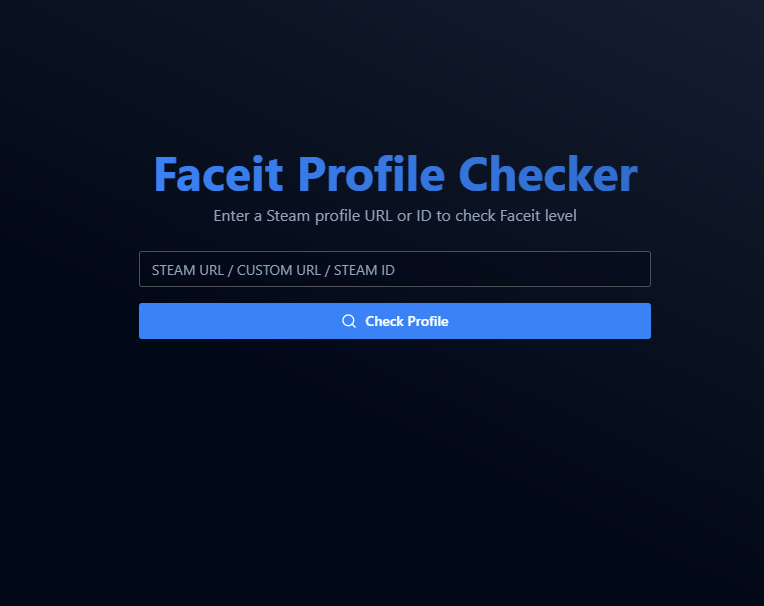 Faceit Profile Checker
Enter a Steam profile URL or ID to check Faceit level
STEAM URL / CUSTOM URL / STEAM ID
Check Profile